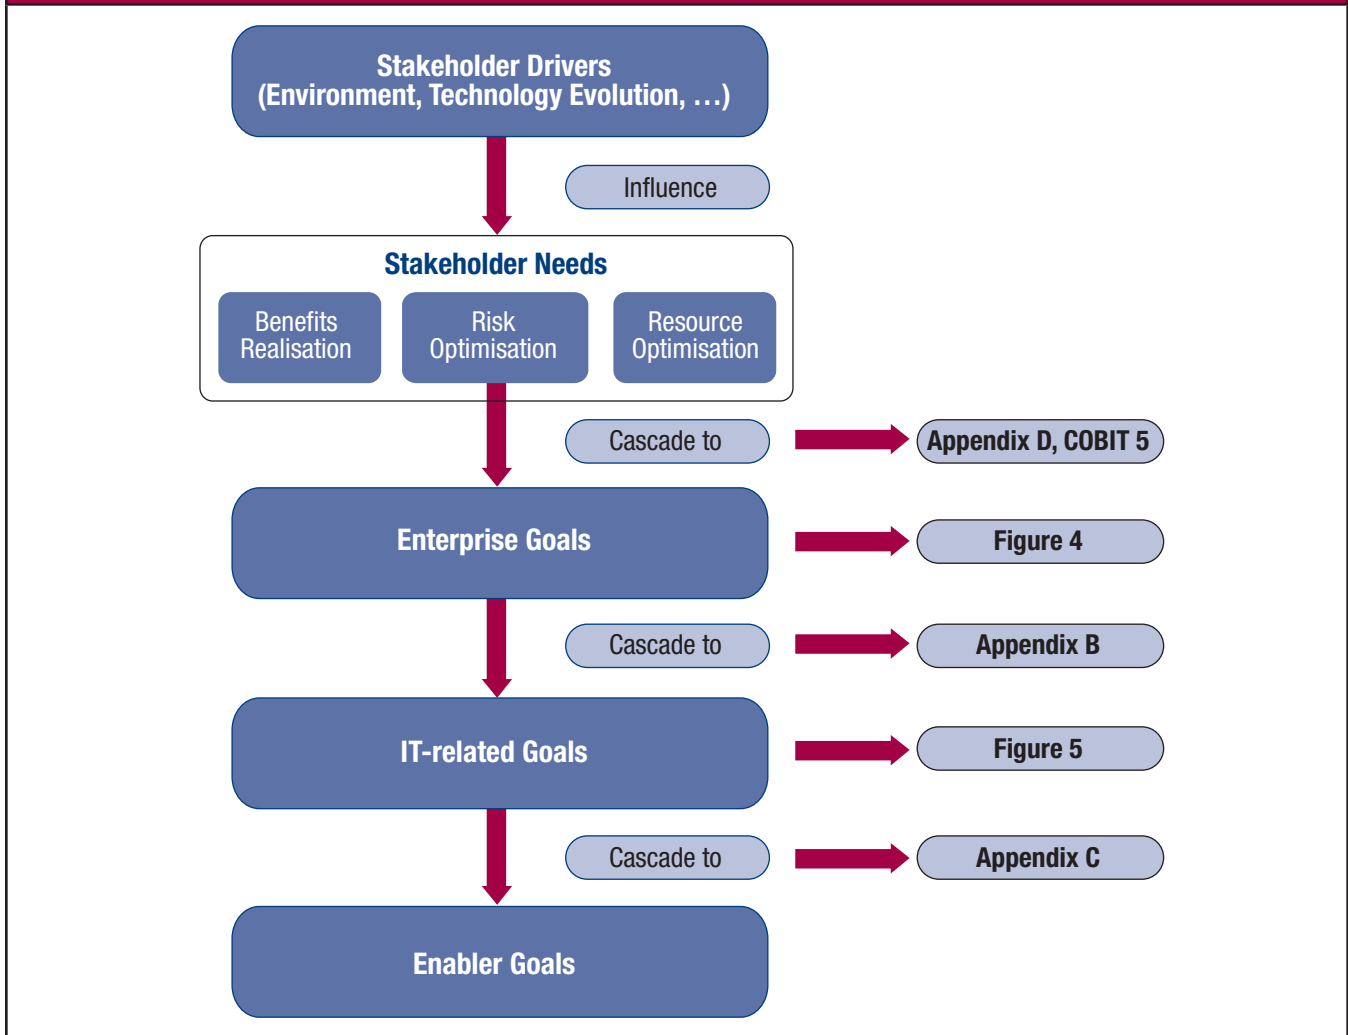 Stakeholder Drivers
(Environment, Technology Evolution, …)
Influence
Stakeholder Needs
Benefits
Realisation
Risk
Optimisation
Resource
Optimisation
Cascade to
Appendix D, COBIT 5
Enterprise Goals
Figure 4
Cascade to
Appendix B
IT-related Goals
Figure 5
Cascade to
Appendix C
Enabler Goals